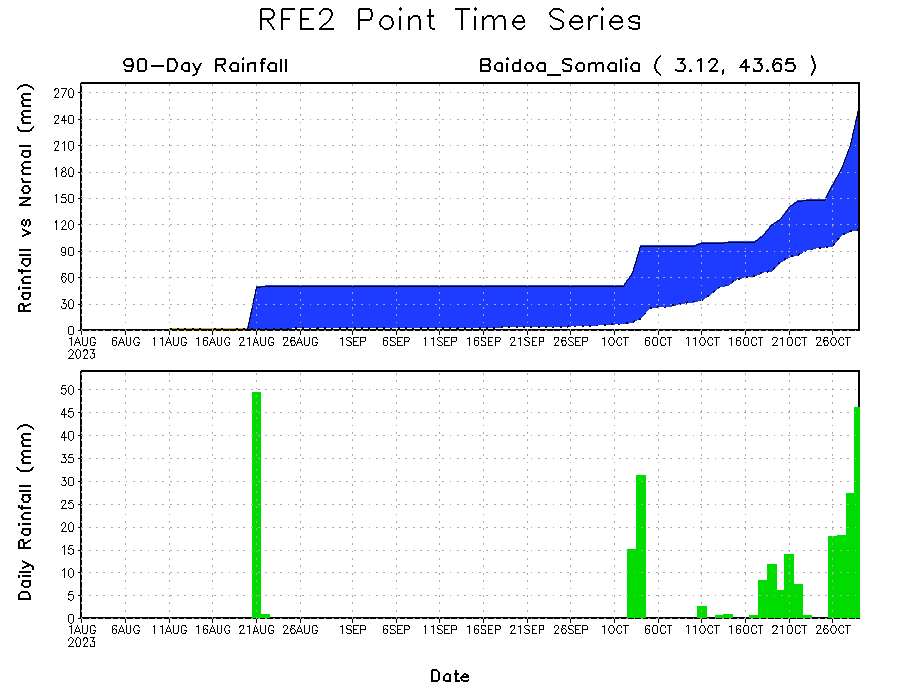 RFE2 Point Time Series
90-Day Rainfall
Baidoa_Somalia ( 3.12, 43.65 )
Rainfall vs Normal (mm)
270
240
210
180
150
120
90
60
30
0
1AUG 6AUG 11AUG 16AUG 21AUG 26AUG 1SEP 6SEP 11SEP 16SEP 21SEP 26SEP 1OCT 6OCT 11OCT 16OCT 21OCT 26OCT
2023
Daily Rainfall (mm)
50
45
40
35
30
25
20
15
10
5
0
1AUG 6AUG 11AUG 16AUG 21AUG 26AUG 1SEP 6SEP 11SEP 16SEP 21SEP 26SEP 1OCT 6OCT 11OCT 16OCT 21OCT 26OCT
2023
Date